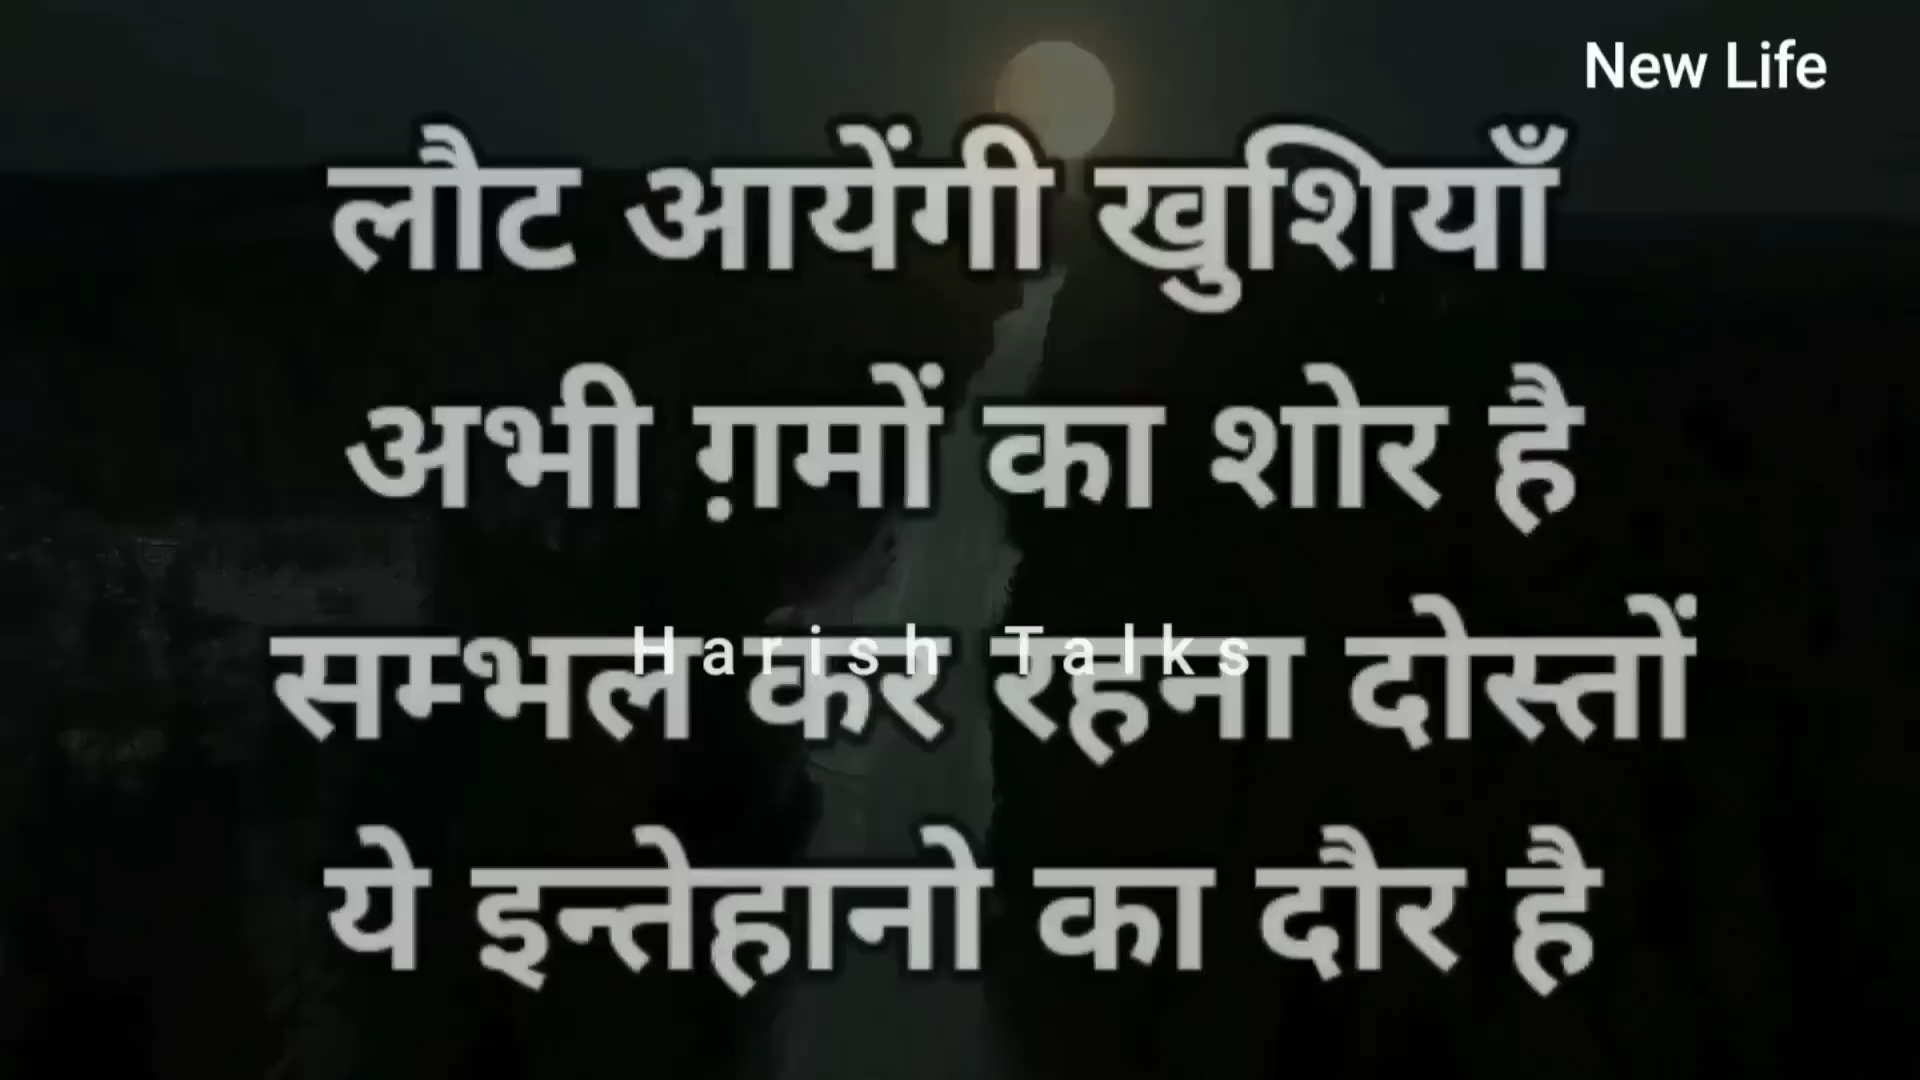 New Life
लौट आयेंगी खुशियाँ
अभी ग़मों का शोर है
Harish Talks
सम्भल कर रहना दोस्तों
ये इन्तेहानो का दौर है